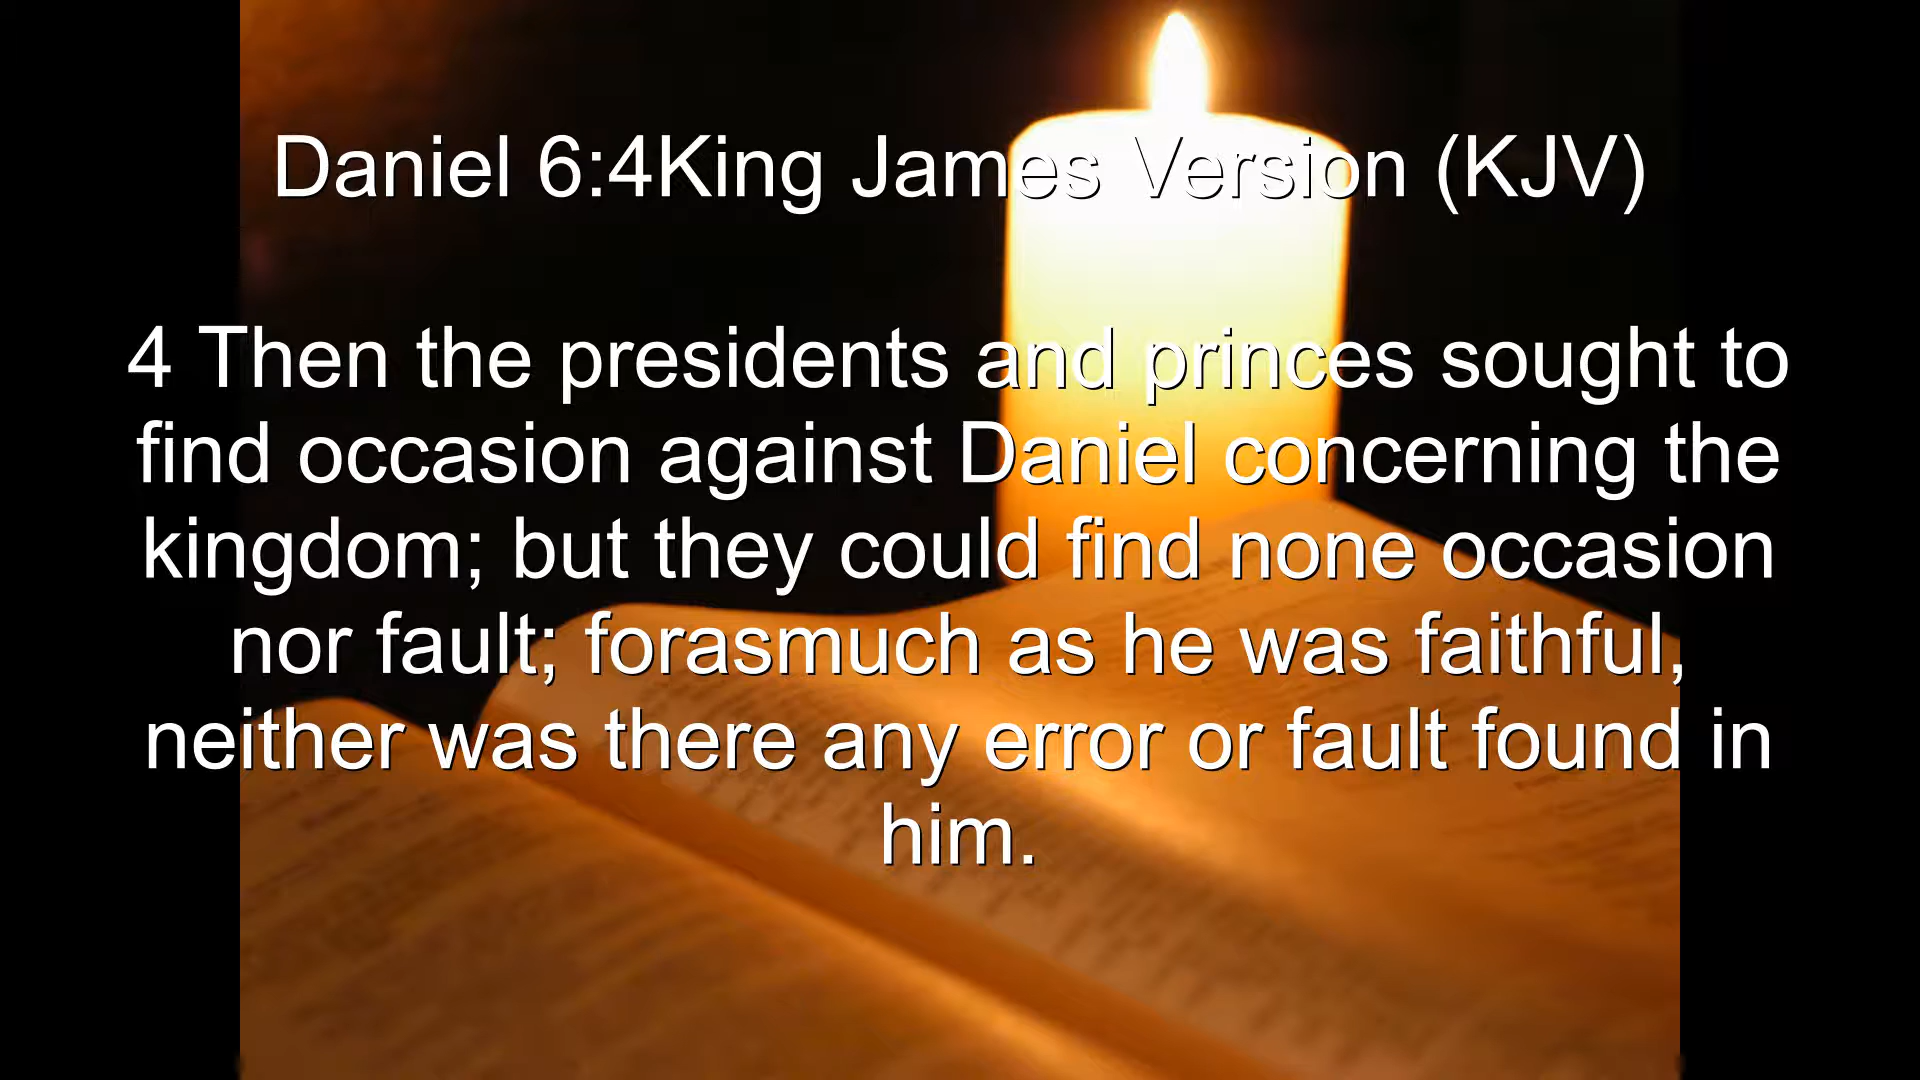 Daniel 6:4King James Version (KJV)
4 Then the presidents and princes sought to
find occasion against Daniel concerning the
kingdom; but they could find none occasion
nor fault; forasmuch as he was faithful,
neither was there any error or fault found in
him.